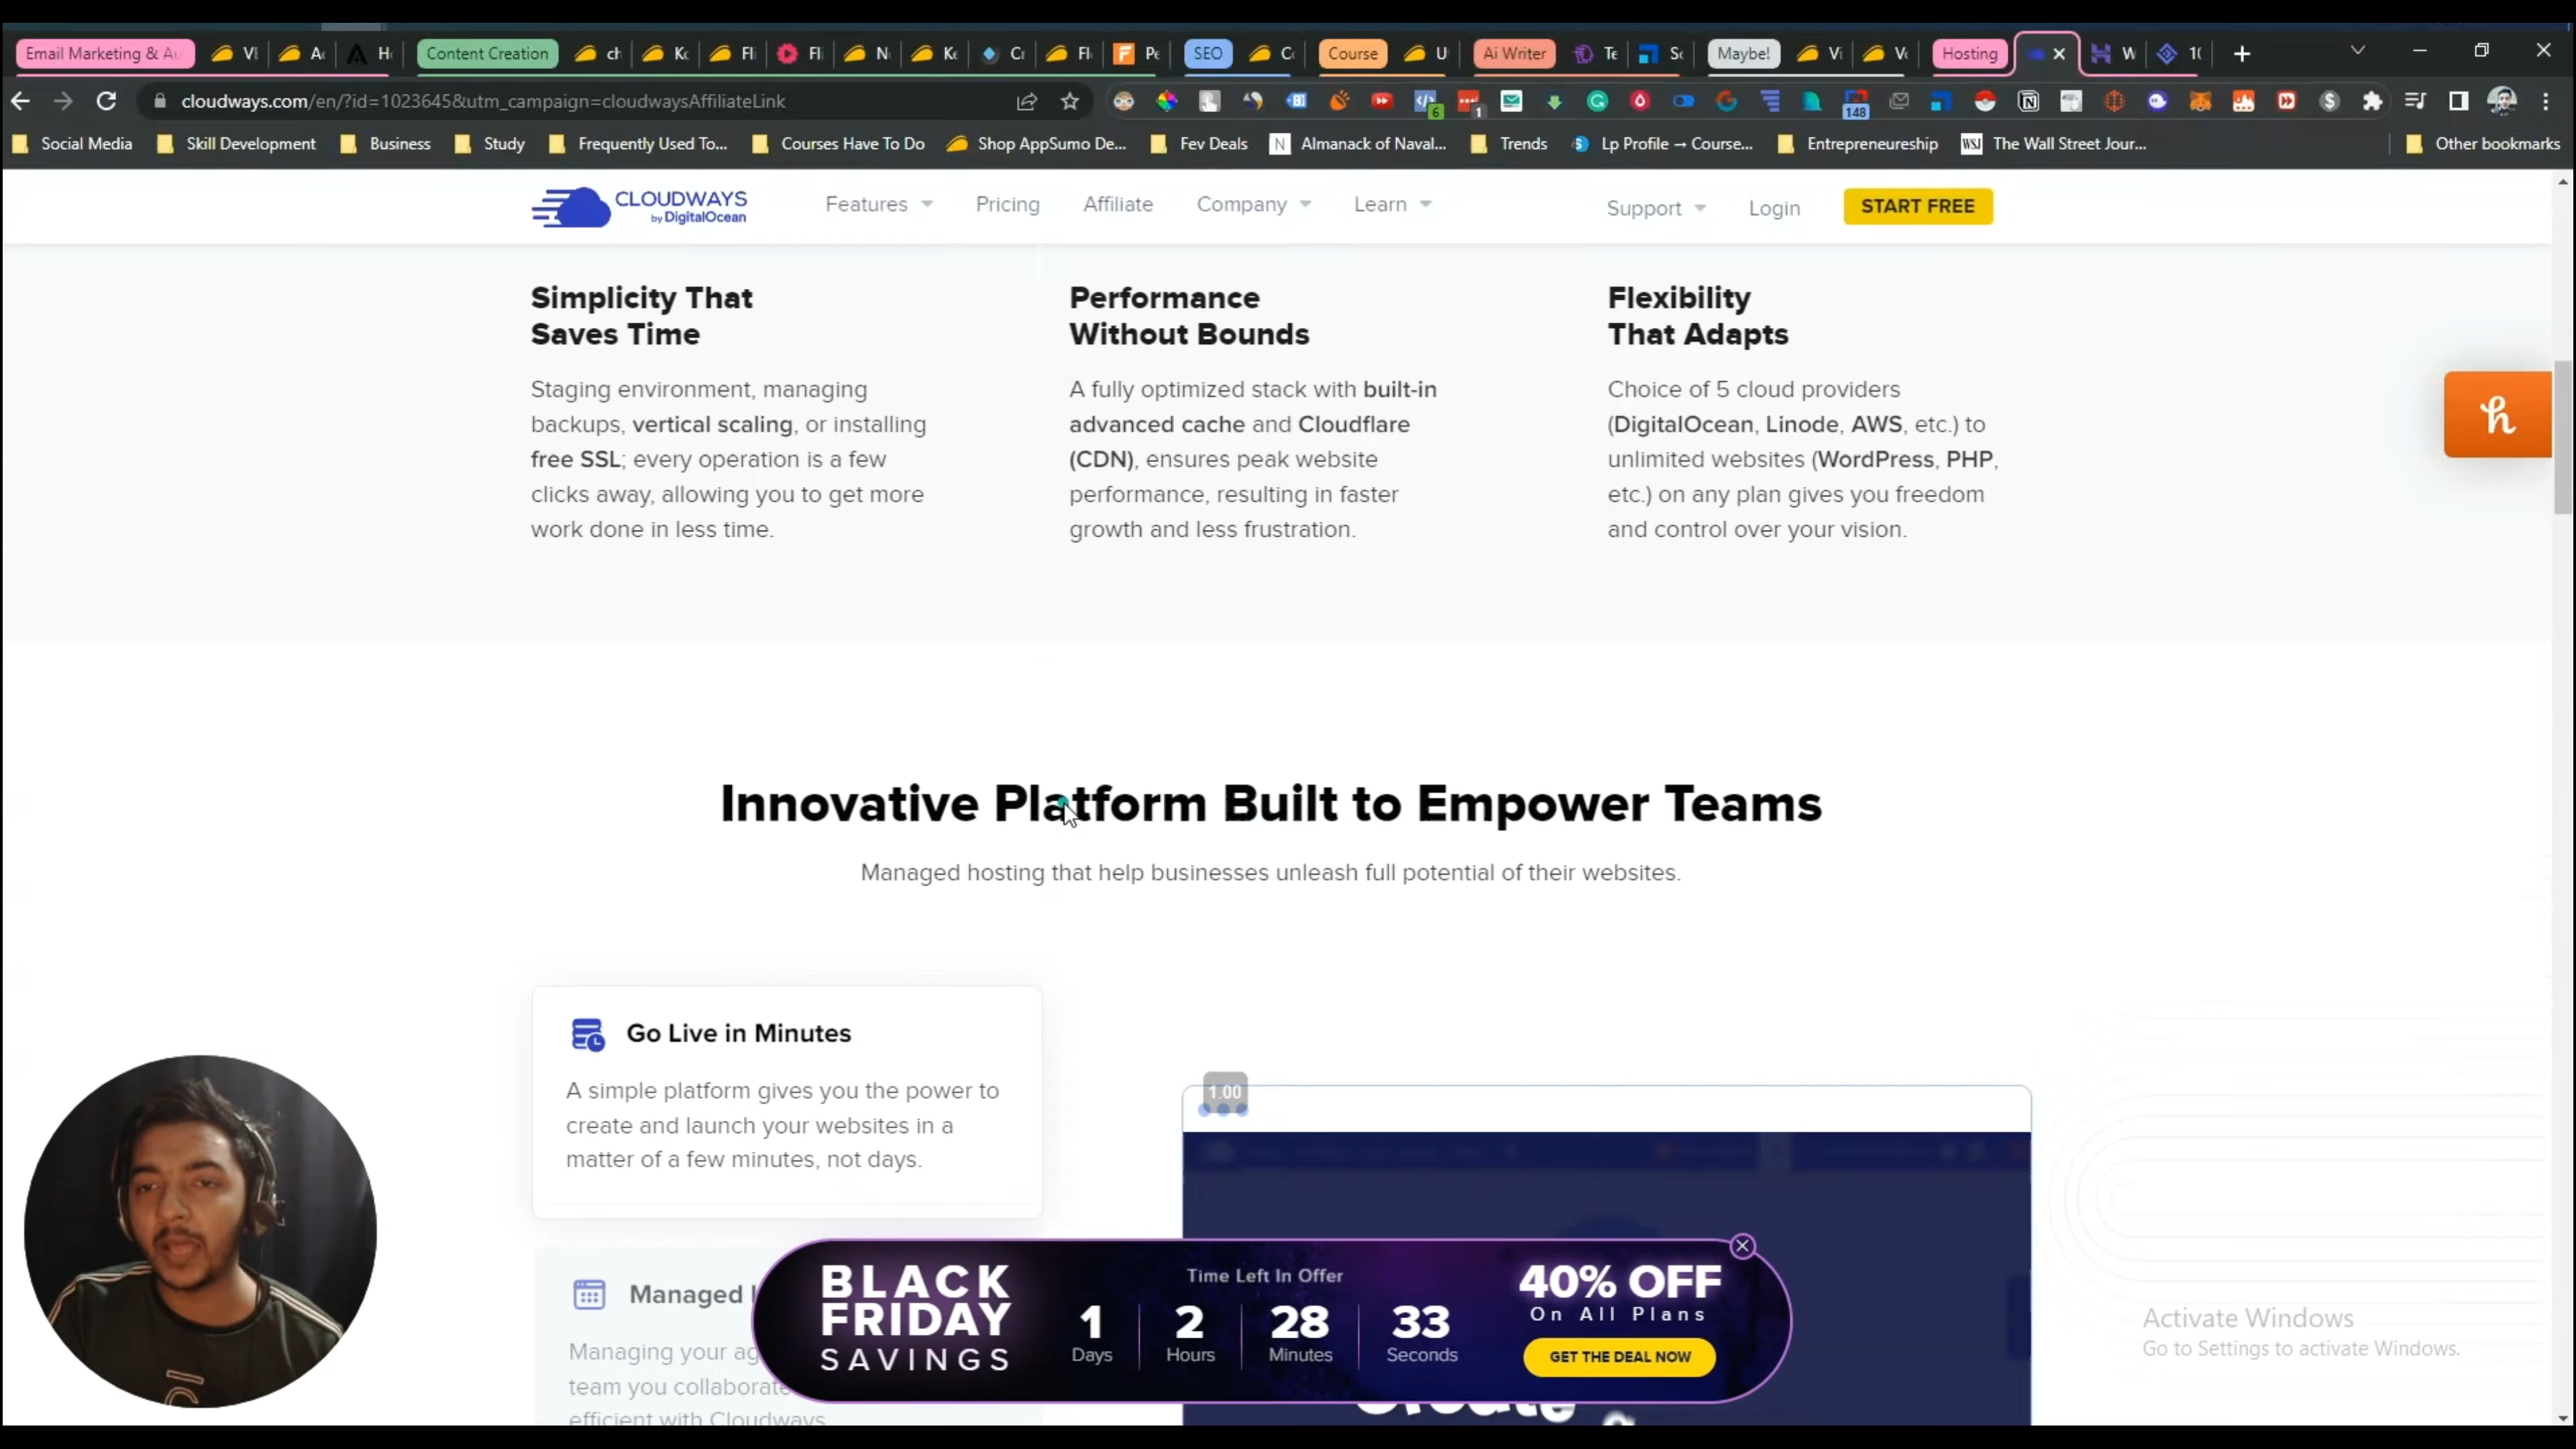 Email Marketing & Au
Content Creation
SEO
Course
Ai Writer
Maybe!
Hosting
cloudways.com/en/?id=1023645&utm_campaign=cloudwaysAffiliateLink
6
1
148
Social Media
Skill Development
Business
Study
Frequently Used To...
Courses Have To Do
Shop AppSumo De...
Fev Deals
Almanack of Naval...
Trends
Lp Profile → Course...
Entrepreneureship
WSJ
The Wall Street Jour...
Other bookmarks
CLOUDWAYS
by DigitalOcean
Features
Pricing
Affiliate
Company
Learn
Support
Login
START FREE
Simplicity That
Saves Time
Staging environment, managing
backups, vertical scaling, or installing
free SSL; every operation is a few
clicks away, allowing you to get more
work done in less time.
Performance
Without Bounds
A fully optimized stack with built-in
advanced cache and Cloudflare
(CDN), ensures peak website
performance, resulting in faster
growth and less frustration.
Flexibility
That Adapts
Choice of 5 cloud providers
(DigitalOcean, Linode, AWS, etc.) to
unlimited websites (WordPress, PHP,
etc.) on any plan gives you freedom
and control over your vision.
Innovative Platform Built to Empower Teams
Managed hosting that help businesses unleash full potential of their websites.
Go Live in Minutes
A simple platform gives you the power to
create and launch your websites in a
matter of a few minutes, not days.
1.00
Managed
Managing your ag
team you collaborate
efficient with Cloudways
BLACK
FRIDAY
SAVINGS
Time Left In Offer
1 2 28 33
Days Hours Minutes Seconds
40% OFF
On All Plans
GET THE DEAL NOW
Activate Windows
Go to Settings to activate Windows.